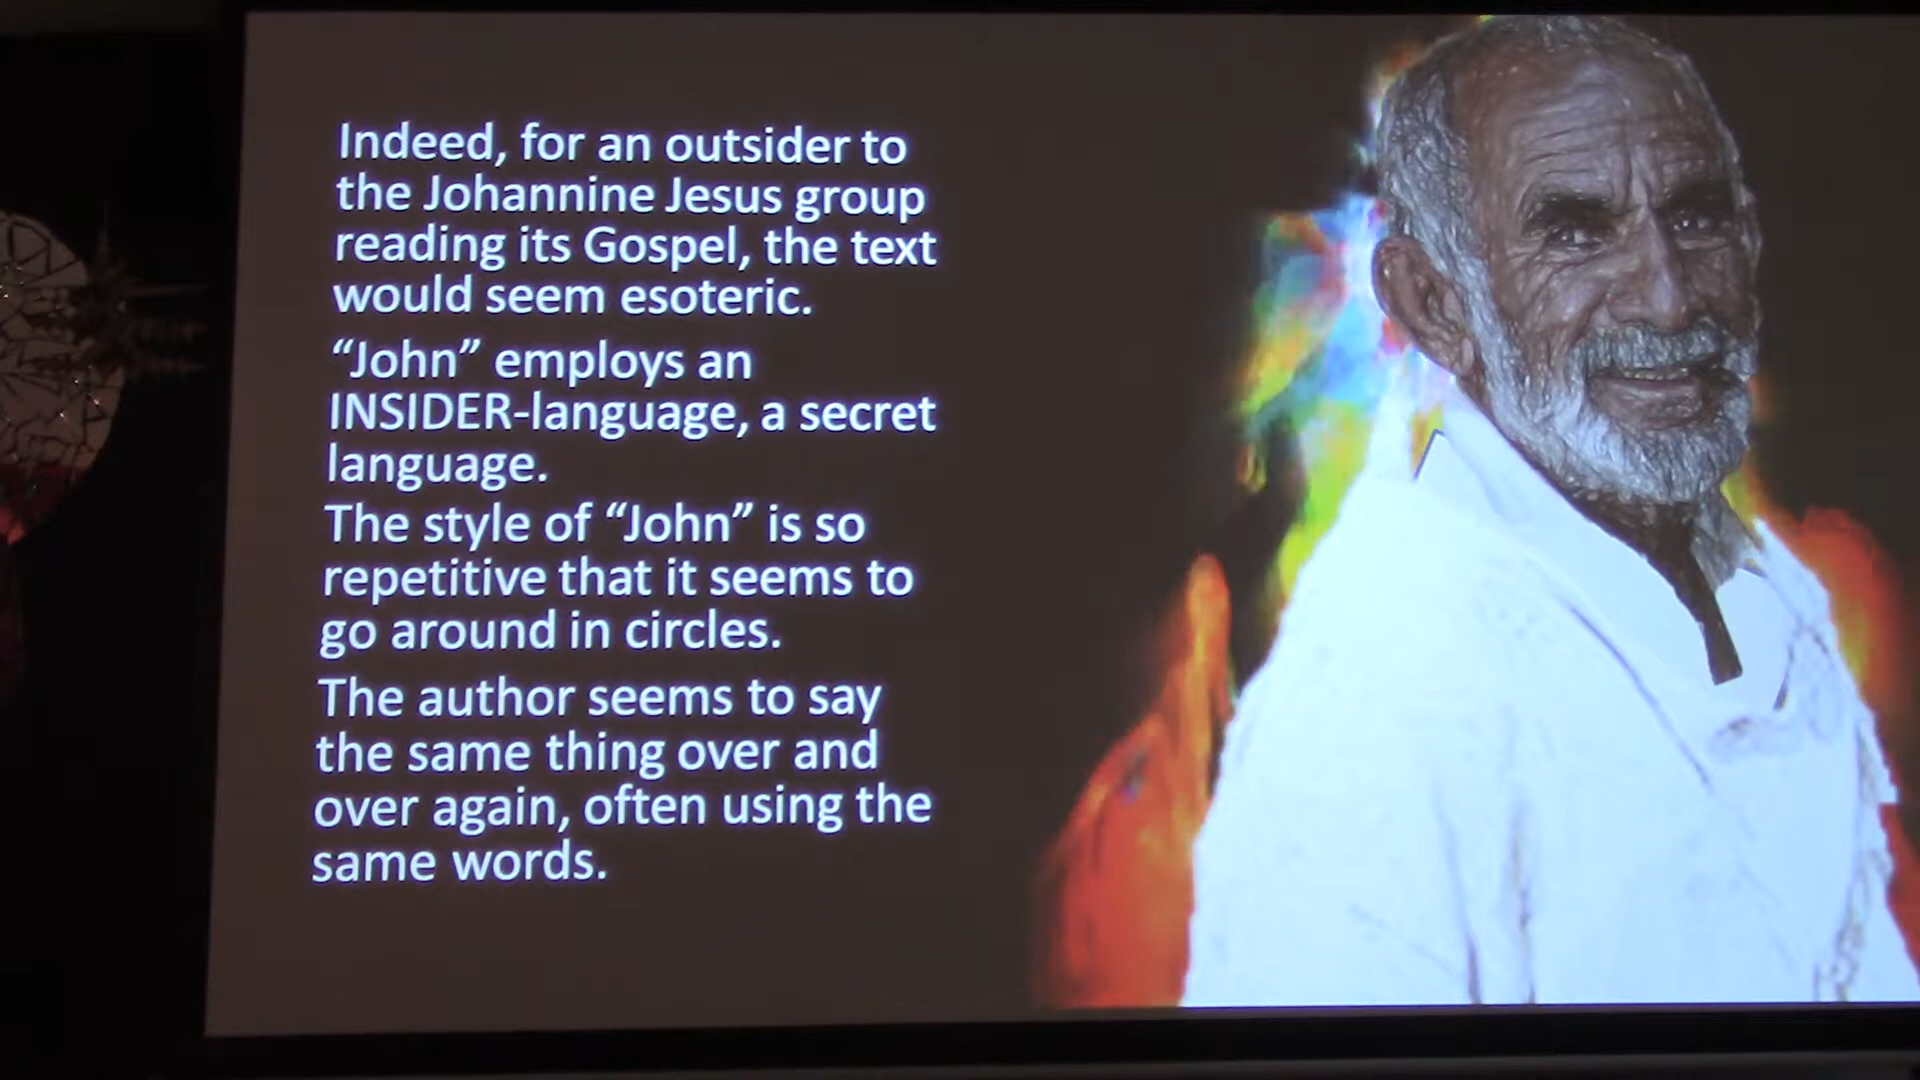 Indeed, for an outsider to
the Johannine Jesus group
reading its Gospel, the text
would seem esoteric.
“John” employs an
INSIDER-language, a secret
language.
The style of “John” is so
repetitive that it seems to
go around in circles.
The author seems to say
the same thing over and
over again, often using the
same words.